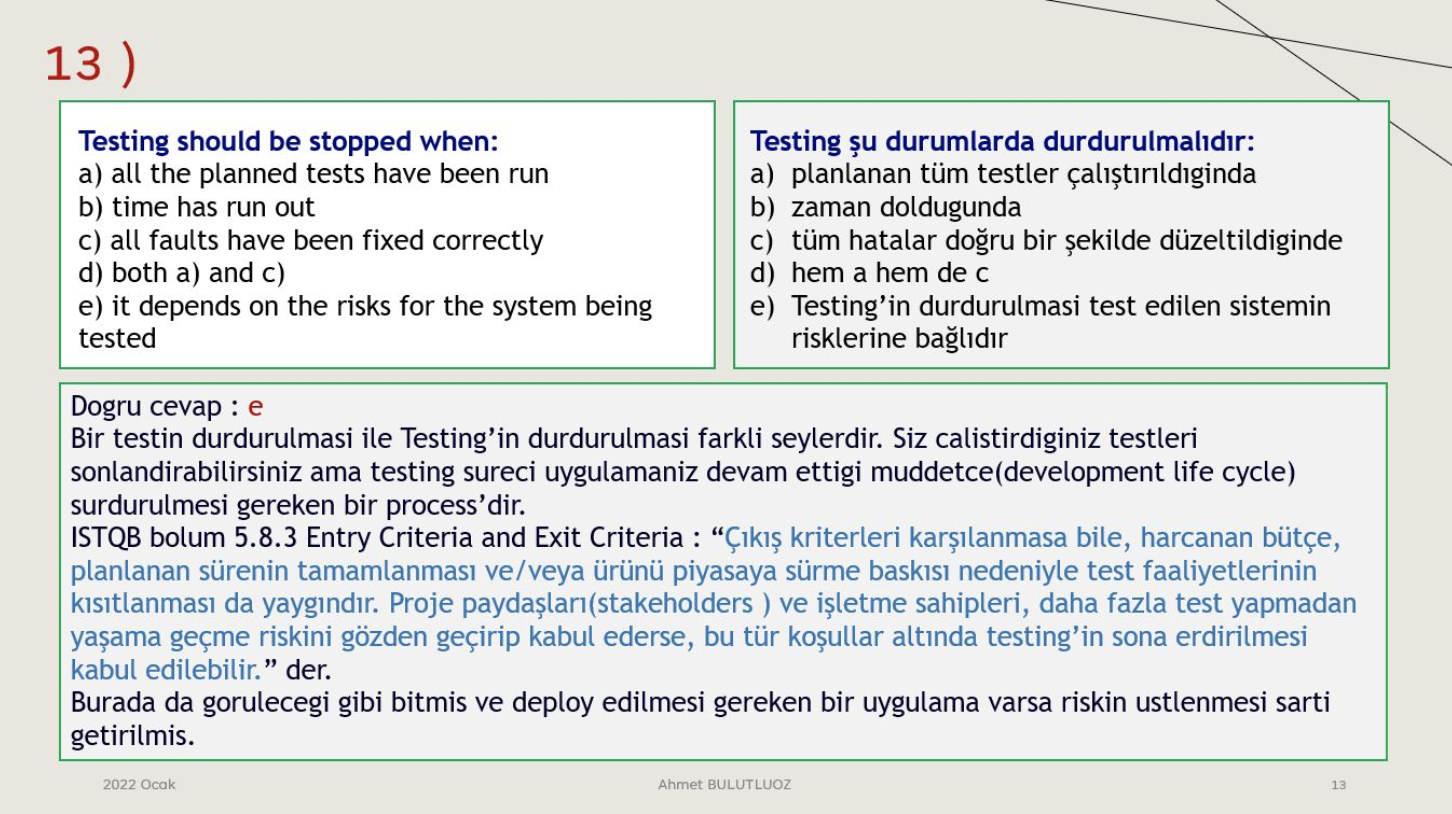 13 )
Testing should be stopped when:
a) all the planned tests have been run
b) time has run out
c) all faults have been fixed correctly
d) both a) and c)
e) it depends on the risks for the system being
tested
Testing şu durumlarda durdurulmalıdır:
a) planlanan tüm testler çalıştırıldıginda
b) zaman doldugunda
c) tüm hatalar doğru bir şekilde düzeltildiginde
d) hem a hem de c
e) Testing’in durdurulmasi test edilen sistemin
risklerine bağlıdır
Dogru cevap : e
Bir testin durdurulmasi ile Testing’in durdurulmasi farkli seylerdir. Siz calistirdiginiz testleri
sonlandirabilirsiniz ama testing sureci uygulamaniz devam ettigi muddetce(development life cycle)
surdurulmesi gereken bir process’dir.
ISTQB bolum 5.8.3 Entry Criteria and Exit Criteria : “Çıkış kriterleri karşılanmasa bile, harcanan bütçe,
planlanan sürenin tamamlanması ve/veya ürünü piyasaya sürme baskısı nedeniyle test faaliyetlerinin
kısıtlanması da yaygındır. Proje paydaşları(stakeholders ) ve işletme sahipleri, daha fazla test yapmadan
yaşama geçme riskini gözden geçirip kabul ederse, bu tür koşullar altında testing’in sona erdirilmesi
kabul edilebilir.” der.
Burada da gorulecegi gibi bitmis ve deploy edilmesi gereken bir uygulama varsa riskin ustlenmesi sarti
getirilmis.
2022 Ocak
Ahmet BULUTLUOZ
13